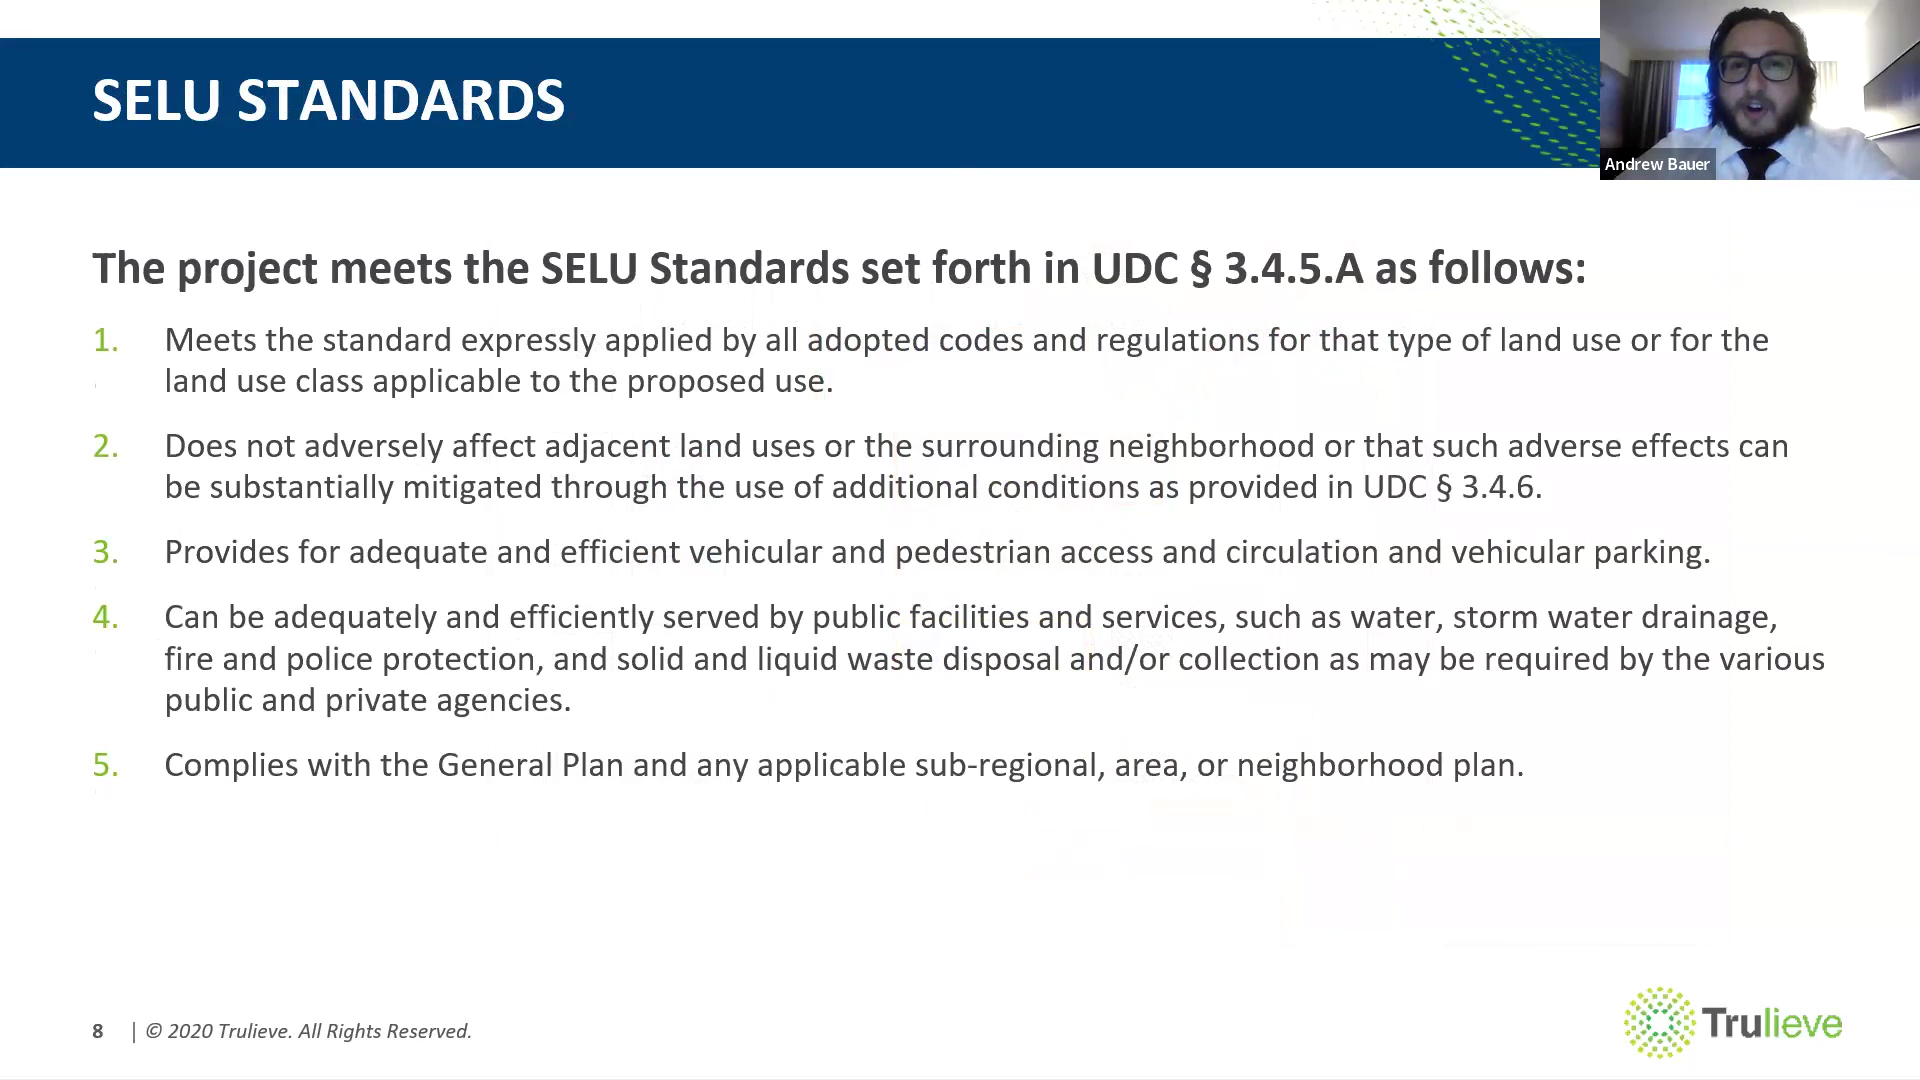 SELU STANDARDS
Andrew Bauer
The project meets the SELU Standards set forth in UDC § 3.4.5.A as follows:
1. Meets the standard expressly applied by all adopted codes and regulations for that type of land use or for the
land use class applicable to the proposed use.
2. Does not adversely affect adjacent land uses or the surrounding neighborhood or that such adverse effects can
be substantially mitigated through the use of additional conditions as provided in UDC § 3.4.6.
3. Provides for adequate and efficient vehicular and pedestrian access and circulation and vehicular parking.
4. Can be adequately and efficiently served by public facilities and services, such as water, storm water drainage,
fire and police protection, and solid and liquid waste disposal and/or collection as may be required by the various
public and private agencies.
5. Complies with the General Plan and any applicable sub-regional, area, or neighborhood plan.
8 | © 2020 Trulieve. All Rights Reserved.
Trulieve